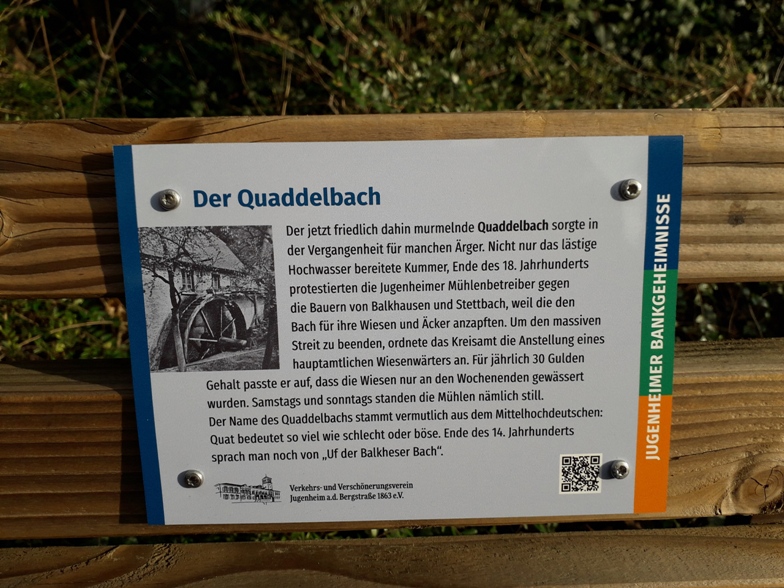 Der Quaddelbach
Der jetzt friedlich dahin murmelnde Quaddelbach sorgte in
der Vergangenheit für manchen Ärger. Nicht nur das lästige
Hochwasser bereitete Kummer, Ende des 18. Jahrhunderts
protestierten die Jugenheimer Mühlenbetreiber gegen
die Bauern von Balkhausen und Stettbach, weil die den
Bach für ihre Wiesen und Äcker anzapften. Um den massiven
Streit zu beenden, ordnete das Kreisamt die Anstellung eines
hauptamtlichen Wiesenwärters an. Für jährlich 30 Gulden
Gehalt passte er auf, dass die Wiesen nur an den Wochenenden gewässert
wurden. Samstags und sonntags standen die Mühlen nämlich still.
Der Name des Quaddelbachs stammt vermutlich aus dem Mittelhochdeutschen:
Quat bedeutet so viel wie schlecht oder böse. Ende des 14. Jahrhunderts
sprach man noch von „Uf der Balkheser Bach“.
Verkehrs- und Verschönerungsverein
Jugenheim a.d. Bergstraße 1863 e.V.
JUGENHEIMER BANKGEHEIMNISSE